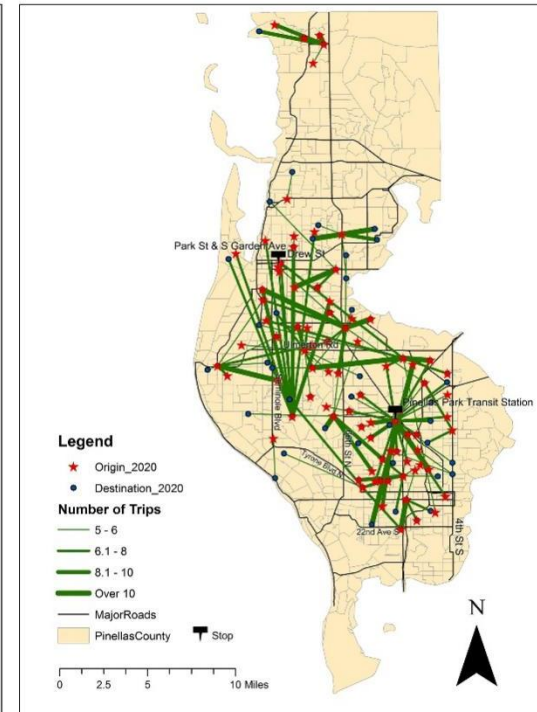 Park St & S Garden Ave
Drew St
Ulmerton Rd
Seminole Blvd
Pinellas Park Transit Station
Tyrone Blvd N
22nd Ave S
4th St S
Legend
Origin_2020
Destination_2020
Number of Trips
5 - 6
6.1 - 8
8.1 - 10
Over 10
MajorRoads
PinellasCounty
Stop
N
0 2.5 5 10 Miles